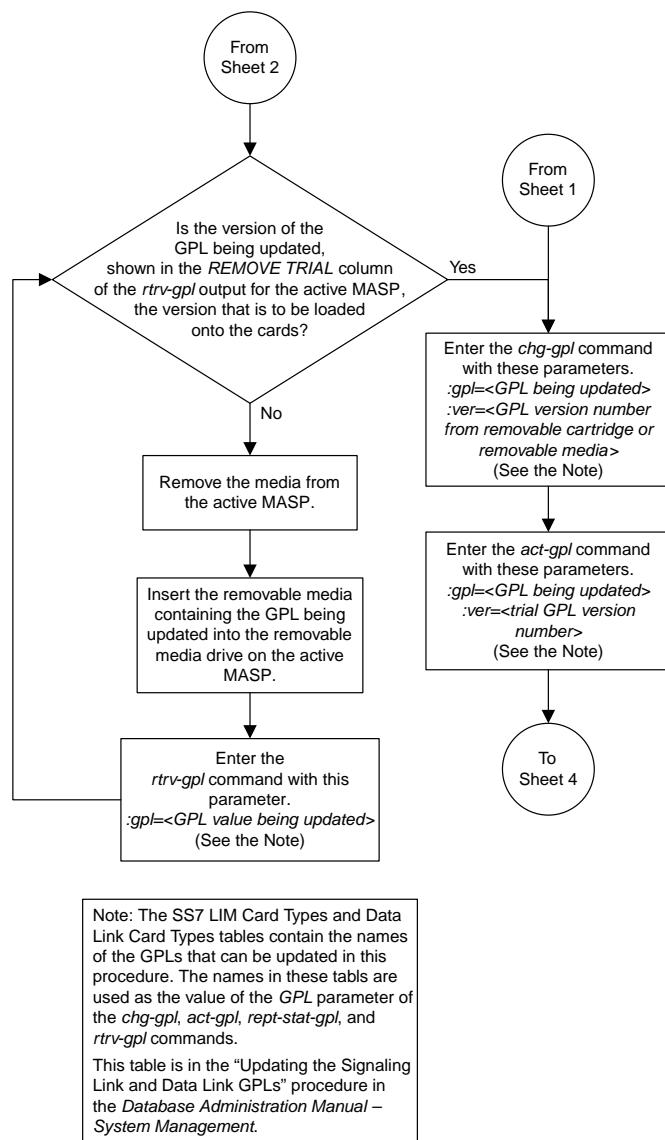 From
Sheet 2
Is the version of the
GPL being updated,
shown in the REMOVE TRIAL column
of the rtrv-gpl output for the active MASP,
the version that is to be loaded
onto the cards?
Yes
No
Remove the media from
the active MASP.
Insert the removable media
containing the GPL being
updated into the removable
media drive on the active
MASP.
Enter the
rtrv-gpl command with this
parameter.
:gpl=<GPL value being updated>
(See the Note)
From
Sheet 1
Enter the chg-gpl command
with these parameters.
:gpl=<GPL being updated>
:ver=<GPL version number
from removable cartridge or
removable media>
(See the Note)
Enter the act-gpl command
with these parameters.
:gpl=<GPL being updated>
:ver=<trial GPL version
number>
(See the Note)
To
Sheet 4
Note: The SS7 LIM Card Types and Data
Link Card Types tables contain the names
of the GPLs that can be updated in this
procedure. The names in these tabls are
used as the value of the GPL parameter of
the chg-gpl, act-gpl, rept-stat-gpl, and
rtrv-gpl commands.
This table is in the “Updating the Signaling
Link and Data Link GPLs” procedure in
the Database Administration Manual –
System Management.